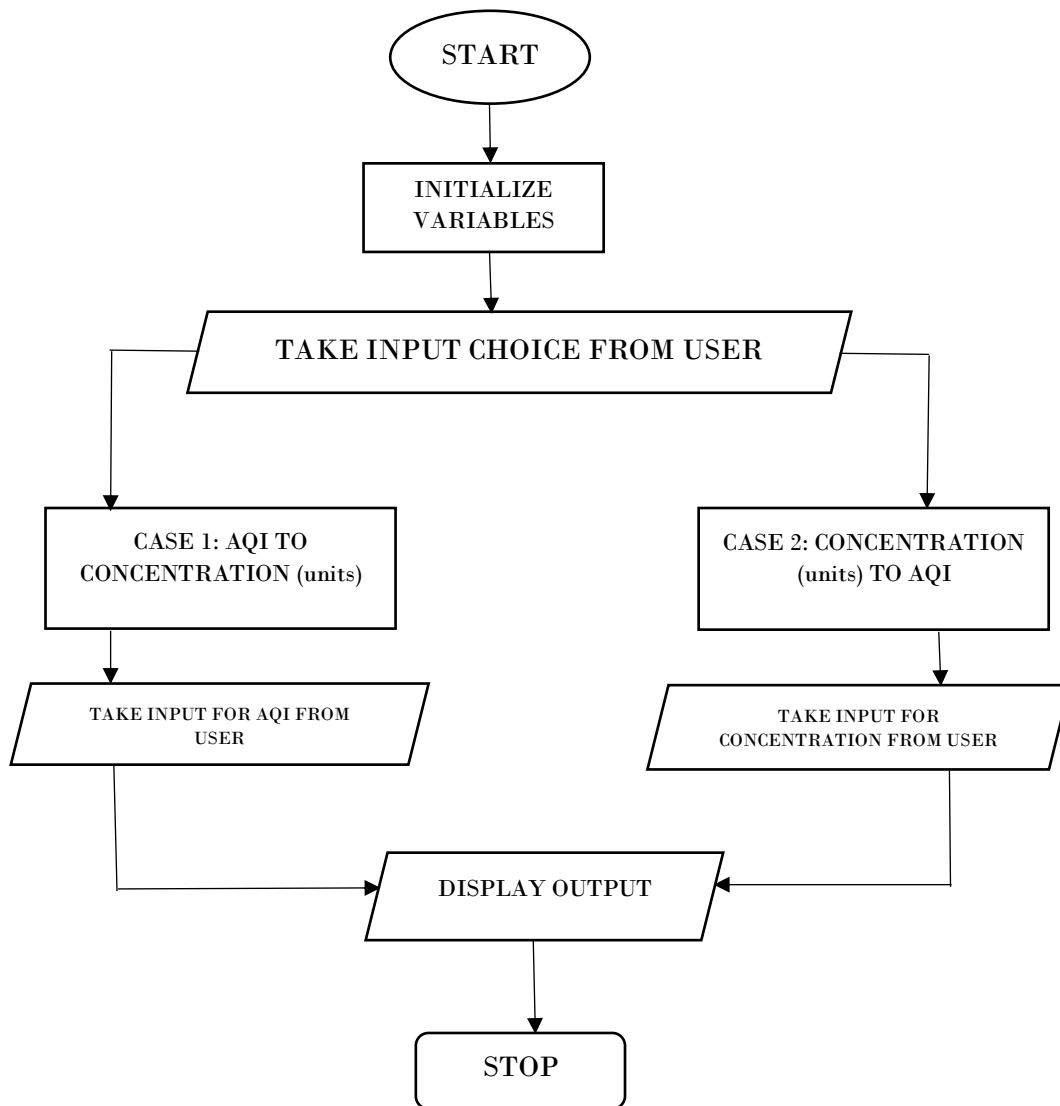 START
INITIALIZE
VARIABLES
TAKE INPUT CHOICE FROM USER
CASE 1: AQI TO
CONCENTRATION (units)
CASE 2: CONCENTRATION
(units) TO AQI
TAKE INPUT FOR AQI FROM
USER
TAKE INPUT FOR
CONCENTRATION FROM USER
DISPLAY OUTPUT
STOP